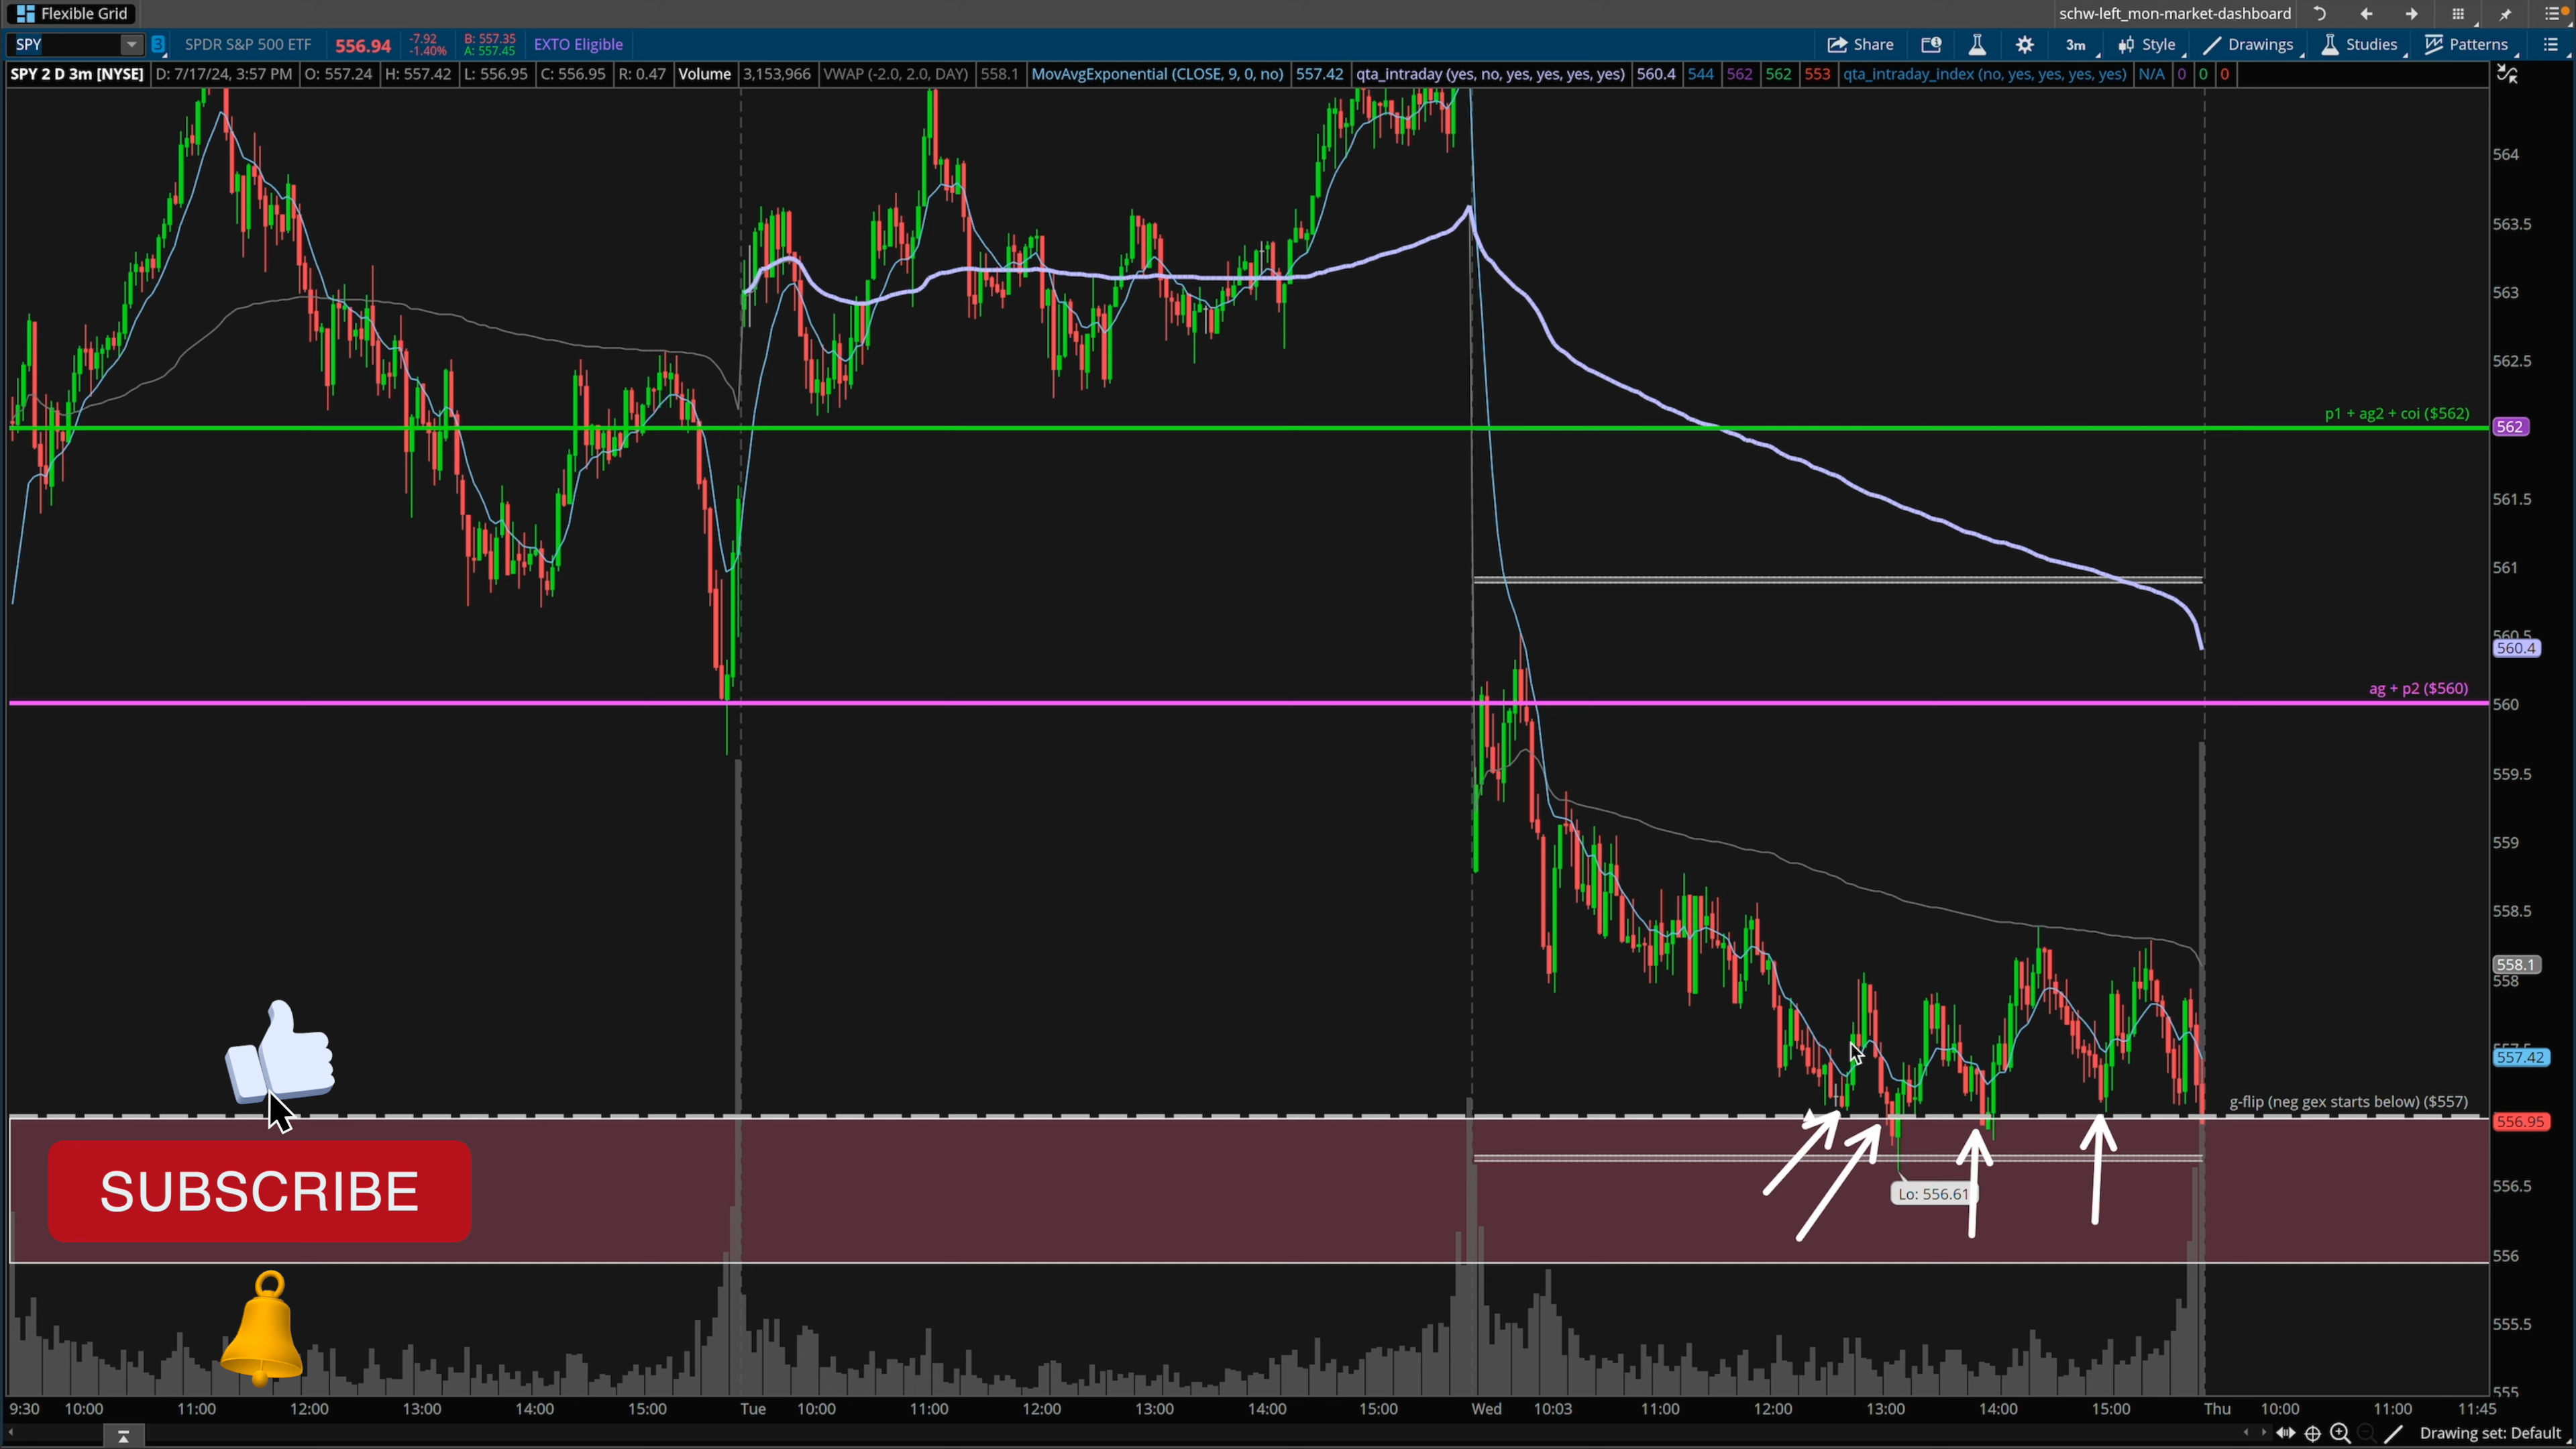 Flexible Grid
schw-left_mon-market-dashboard
SPY
3
SPDR S&P 500 ETF
556.94
-7.92
-1.40%
B: 557.35
A: 557.45
EXTO Eligible
Share
3m
Style
Drawings
Studies
Patterns
SPY 2 D 3m [NYSE] D: 7/17/24, 3:57 PM O: 557.24 H: 557.42 L: 556.95 C: 556.95 R: 0.47 Volume 3,153,966 VWAP (-2.0, 2.0, DAY) 558.1 MovAvgExponential (CLOSE, 9, 0, no) 557.42 qta_intraday (yes, no, yes, yes, yes, yes) 560.4 544 562 562 553 qta_intraday_index (no, yes, yes, yes, yes) N/A 0 0 0
564
563.5
563
562.5
p1 + ag2 + coi ($562)
562
561.5
561
560.5
560.4
ag + p2 ($560)
560
559.5
559
558.5
558.1
558
557.5
557.42
g-flip (neg gex starts below) ($557)
556.95
SUBSCRIBE
Lo: 556.61
556.5
556
555.5
555
9:30 10:00 11:00 12:00 13:00 14:00 15:00 Tue 10:00 11:00 12:00 13:00 14:00 15:00 Wed 10:03 11:00 12:00 13:00 14:00 15:00 Thu 10:00 11:00 11:45
Drawing set: Default